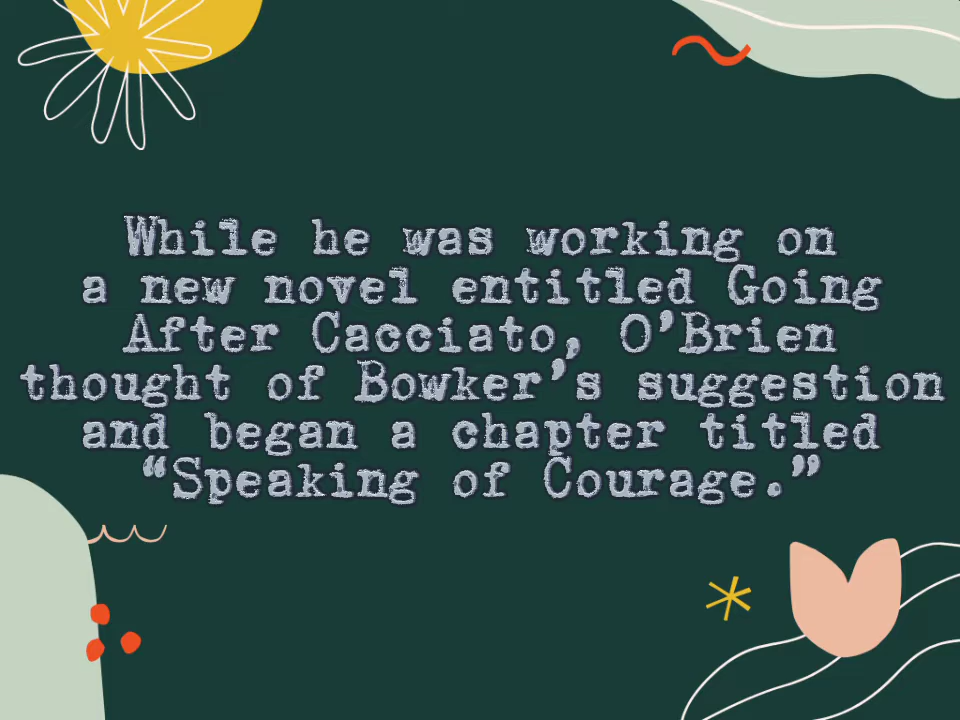 While he was working on
a new novel entitled Going
After Cacciato, O’Brien
thought of Bowker’s suggestion
and began a chapter titled
“Speaking of Courage.”